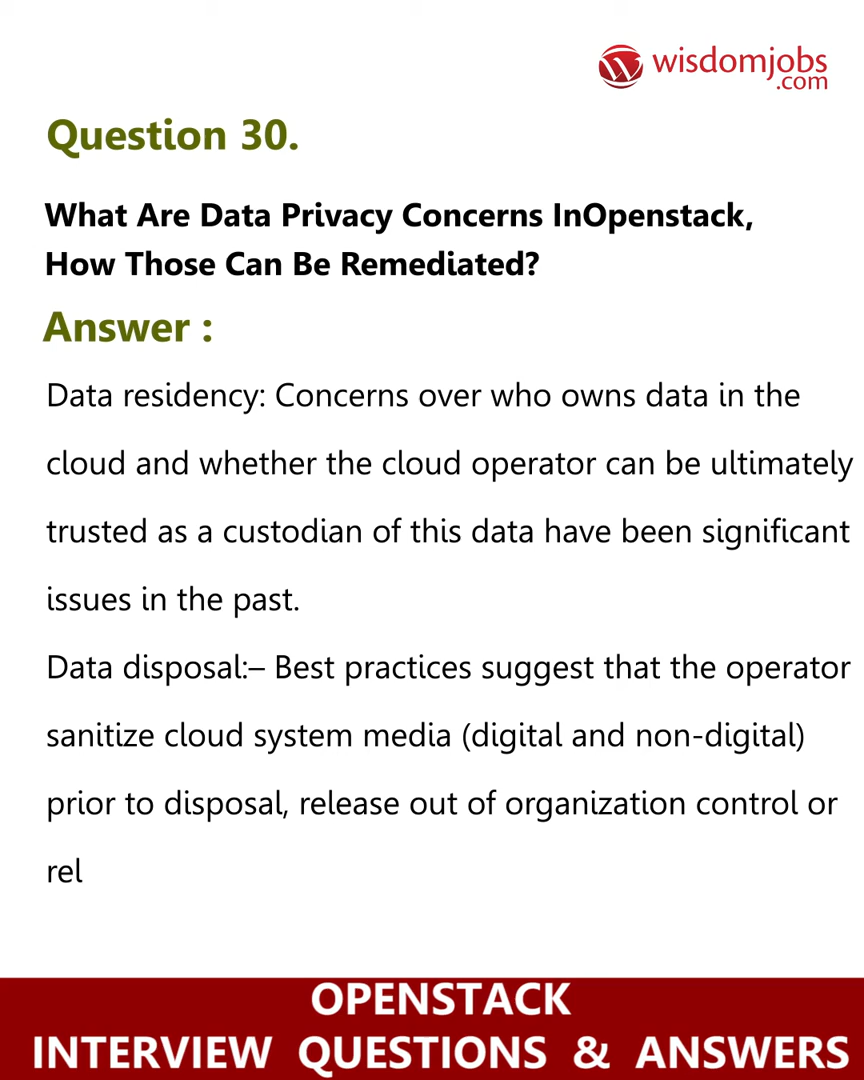 wisdomjobs
.com
Question 30.
What Are Data Privacy Concerns InOpenstack,
How Those Can Be Remediated?
Answer :
Data residency: Concerns over who owns data in the
cloud and whether the cloud operator can be ultimately
trusted as a custodian of this data have been significant
issues in the past.
Data disposal:– Best practices suggest that the operator
sanitize cloud system media (digital and non-digital)
prior to disposal, release out of organization control or
rel
OPENSTACK
INTERVIEW QUESTIONS & ANSWERS